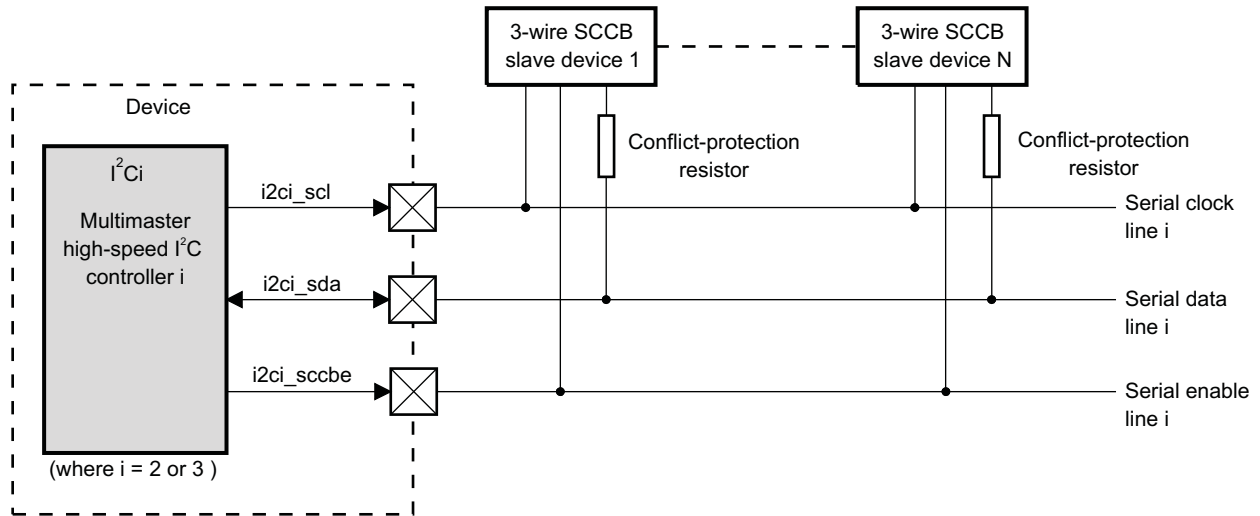 3-wire SCCB
slave device 1
3-wire SCCB
slave device N
Device
Conflict-protection
resistor
Conflict-protection
resistor
I²Ci
Multimaster
high-speed I²C
controller i
i2ci_scl
Serial clock
line i
i2ci_sda
Serial data
line i
i2ci_sccbe
Serial enable
line i
(where i = 2 or 3 )